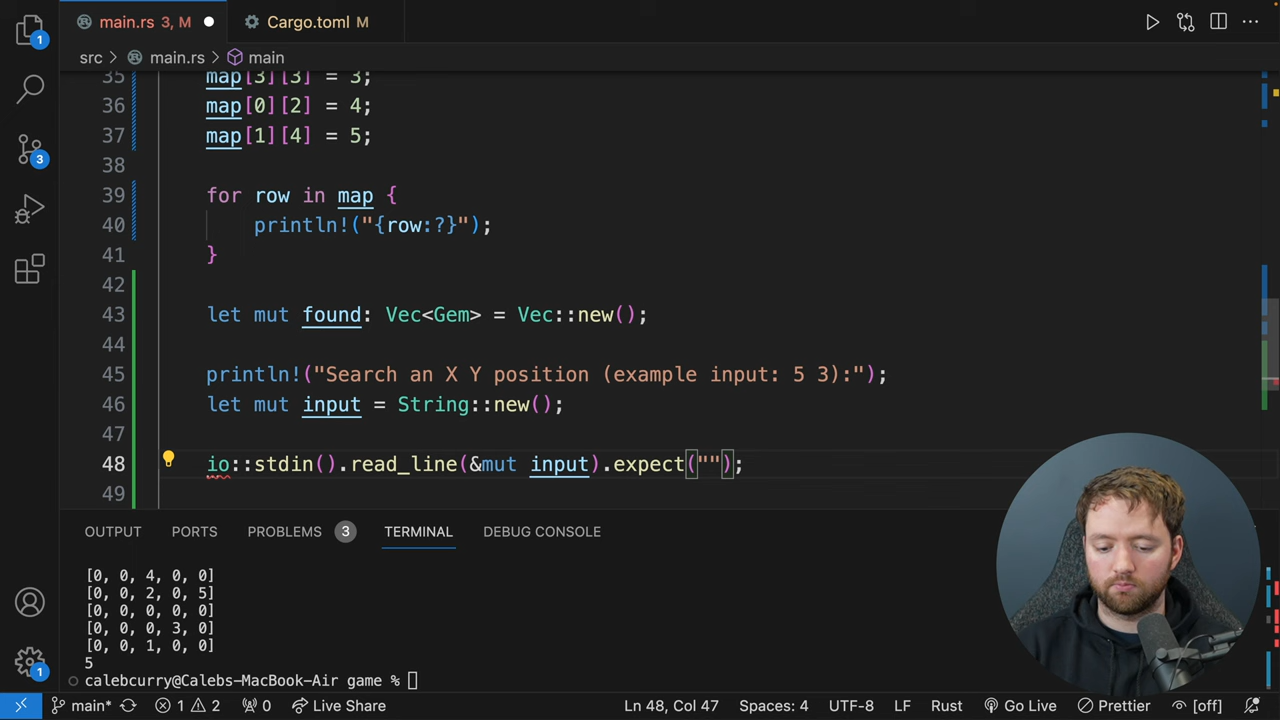 main.rs 3, M
Cargo.toml M
src > main.rs > main
35 map[3][3] = 3;
36 map[0][2] = 4;
37 map[1][4] = 5;
38
39 for row in map {
40 println!("{row:?}");
41 }
42
43 let mut found: Vec<Gem> = Vec::new();
44
45 println!("Search an X Y position (example input: 5 3):");
46 let mut input = String::new();
47
48 io::stdin().read_line(&mut input).expect("");
49
1
3
1
OUTPUT PORTS PROBLEMS 3 TERMINAL DEBUG CONSOLE
[0, 0, 4, 0, 0]
[0, 0, 2, 0, 5]
[0, 0, 0, 0, 0]
[0, 0, 0, 3, 0]
[0, 0, 1, 0, 0]
5
calebcurry@Calebs-MacBook-Air game %
main* 1 2 0 Live Share Ln 48, Col 47 Spaces: 4 UTF-8 LF Rust Go Live Prettier [off]